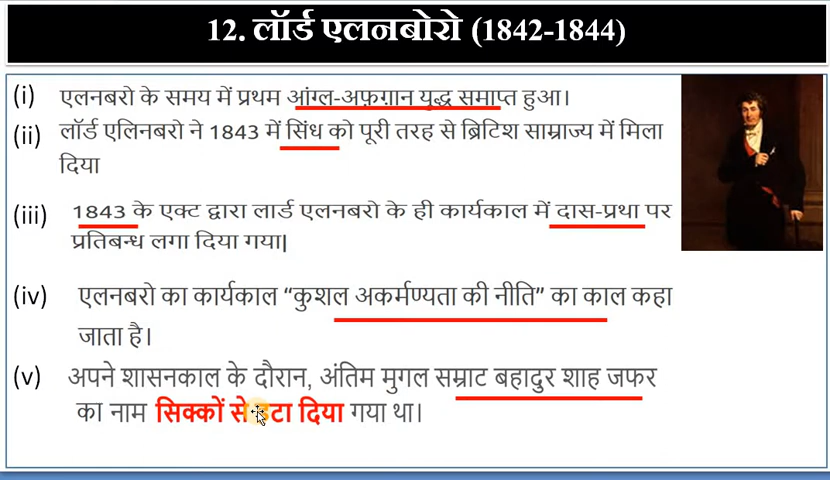 12. लॉर्ड एलनबोरो (1842-1844)
(i) एलनबरो के समय में प्रथम आंग्ल-अफ़ग़ान युद्ध समाप्त हुआ।
(ii) लॉर्ड एलिनबरो ने 1843 में सिंध को पूरी तरह से ब्रिटिश साम्राज्य में मिला
दिया
(iii) 1843 के एक्ट द्वारा लार्ड एलनबरो के ही कार्यकाल में दास-प्रथा पर
प्रतिबन्ध लगा दिया गया|
(iv) एलनबरो का कार्यकाल “कुशल अकर्मण्यता की नीति” का काल कहा
जाता है।
(v) अपने शासनकाल के दौरान, अंतिम मुगल सम्राट बहादुर शाह जफर
का नाम सिक्कों से हटा दिया गया था।